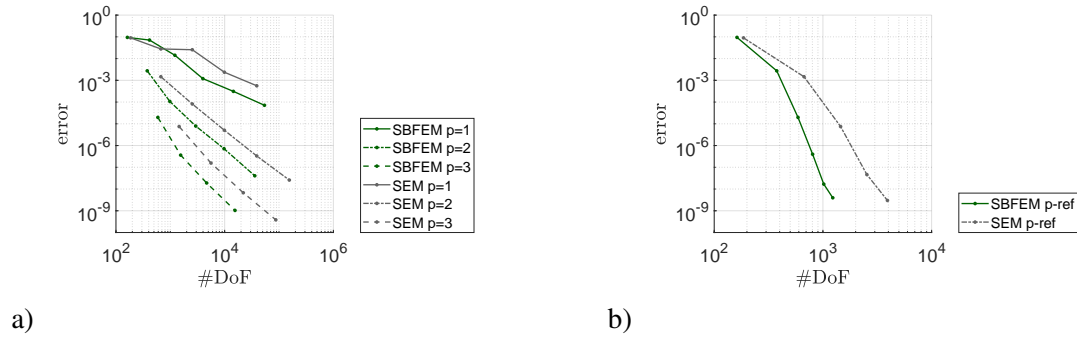 10^0
10^-3
10^-6
10^-9
error
10^2
10^4
10^6
#DoF
SBFEM p=1
SBFEM p=2
SBFEM p=3
SEM p=1
SEM p=2
SEM p=3
a)
10^0
10^-3
10^-6
10^-9
error
10^2
10^3
10^4
#DoF
SBFEM p-ref
SEM p-ref
b)